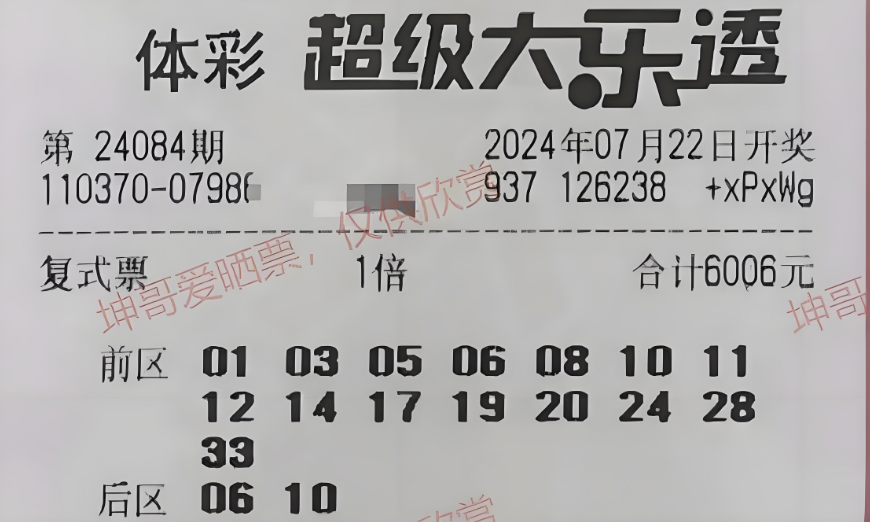 体彩 超级大乐透
第 24084期 2024年07月22日开奖
110370-0798 937 126238 +xPxWg
复式票 1倍 合计6006元
坤哥爱晒票,仅供欣赏
坤哥
前区 01 03 05 06 08 10 11
12 14 17 19 20 24 28
33
后区 06 10
欣赏